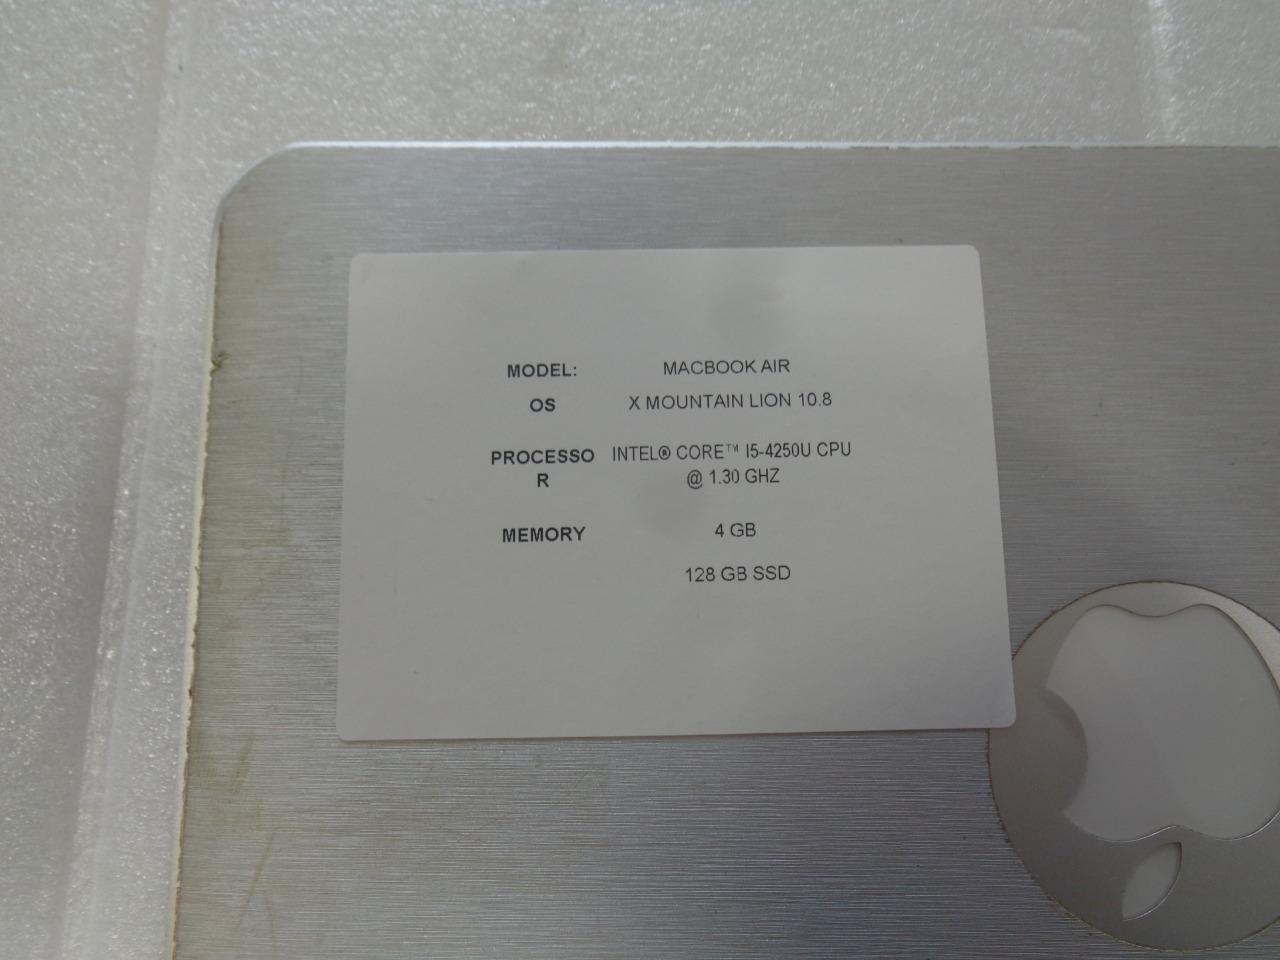 MODEL: MACBOOK AIR
OS X MOUNTAIN LION 10.8
PROCESSO INTEL® CORE™ I5-4250U CPU
R @ 1.30 GHZ
MEMORY 4 GB
128 GB SSD